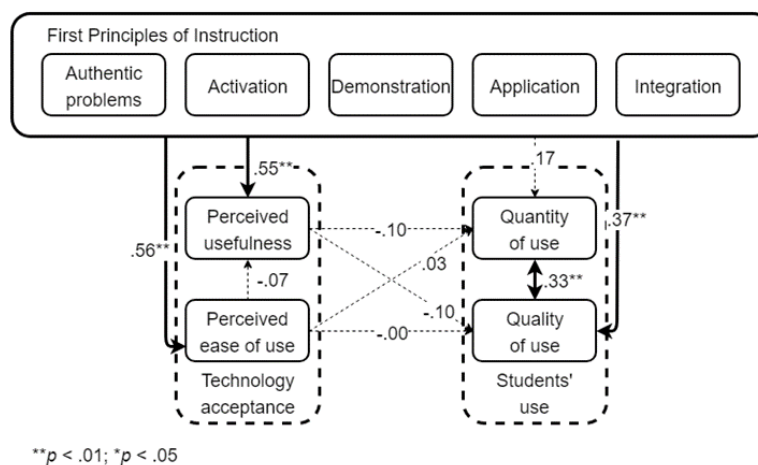 First Principles of Instruction
Authentic
problems
Activation
Demonstration
Application
Integration
.55**
.17
Perceived
usefulness
-.10
Quantity
of use
.37**
.56**
.03
-.07
.33**
-.10
Perceived
ease of use
-.00
Quality
of use
Technology
acceptance
Students'
use
**p < .01; *p < .05